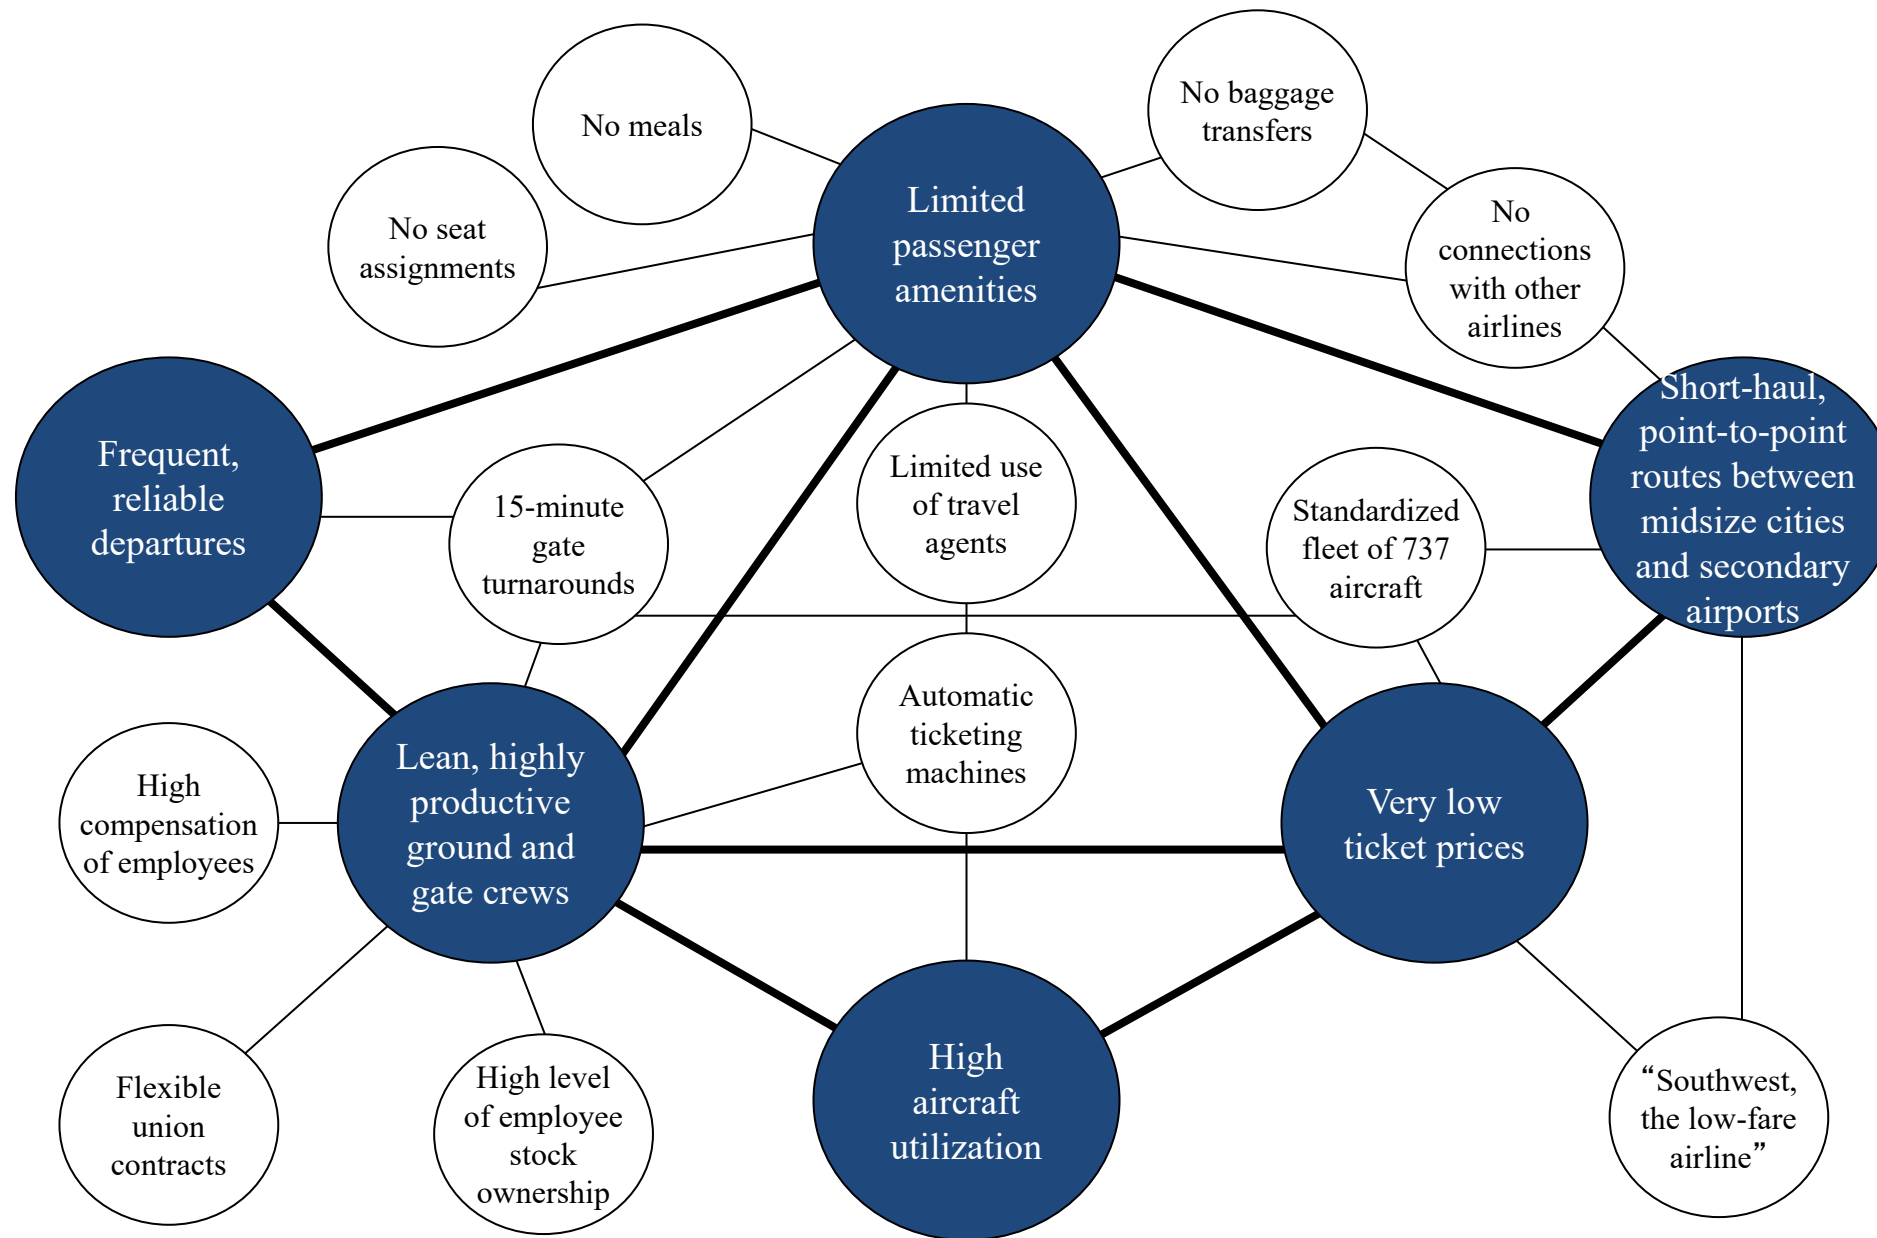 No meals
No baggage
transfers
No seat
assignments
Limited
passenger
amenities
No
connections
with other
airlines
Frequent,
reliable
departures
15-minute
gate
turnarounds
Limited use
of travel
agents
Standardized
fleet of 737
aircraft
Short-haul,
point-to-point
routes between
midsize cities
and secondary
airports
High
compensation
of employees
Lean, highly
productive
ground and
gate crews
Automatic
ticketing
machines
Very low
ticket prices
Flexible
union
contracts
High level
of employee
stock
ownership
High
aircraft
utilization
“Southwest,
the low-fare
airline”